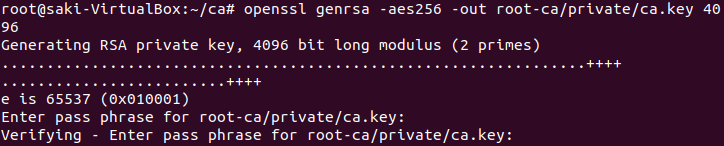 root@saki-VirtualBox:~/ca# openssl genrsa -aes256 -out root-ca/private/ca.key 40
96
Generating RSA private key, 4096 bit long modulus (2 primes)
...................................................................++++
..........................++++
e is 65537 (0x010001)
Enter pass phrase for root-ca/private/ca.key:
Verifying - Enter pass phrase for root-ca/private/ca.key: